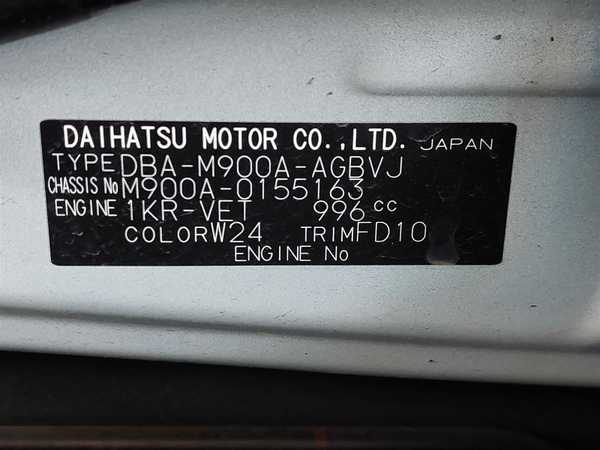 DAIHATSU MOTOR CO.,LTD. JAPAN
TYPE DBA-M900A-AGBVJ
CHASSIS No M900A-0155163
ENGINE 1KR-VET 996 cc
COLOR W24 TRIM FD10
ENGINE No